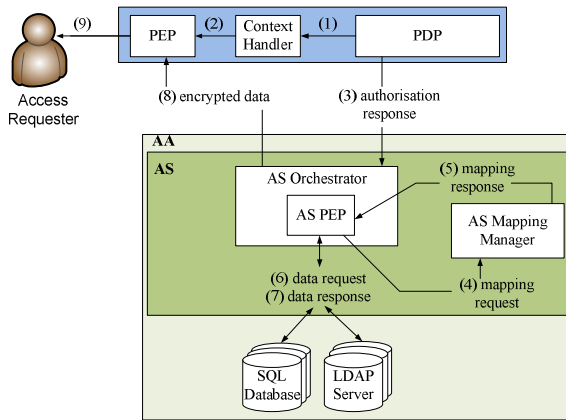 (9)
PEP
(2)
Context
Handler
(1)
PDP
Access
Requester
(8) encrypted data
(3) authorisation
response
AA
AS
AS Orchestrator
AS PEP
(5) mapping
response
AS Mapping
Manager
(6) data request
(7) data response
(4) mapping
request
SQL
Database
LDAP
Server